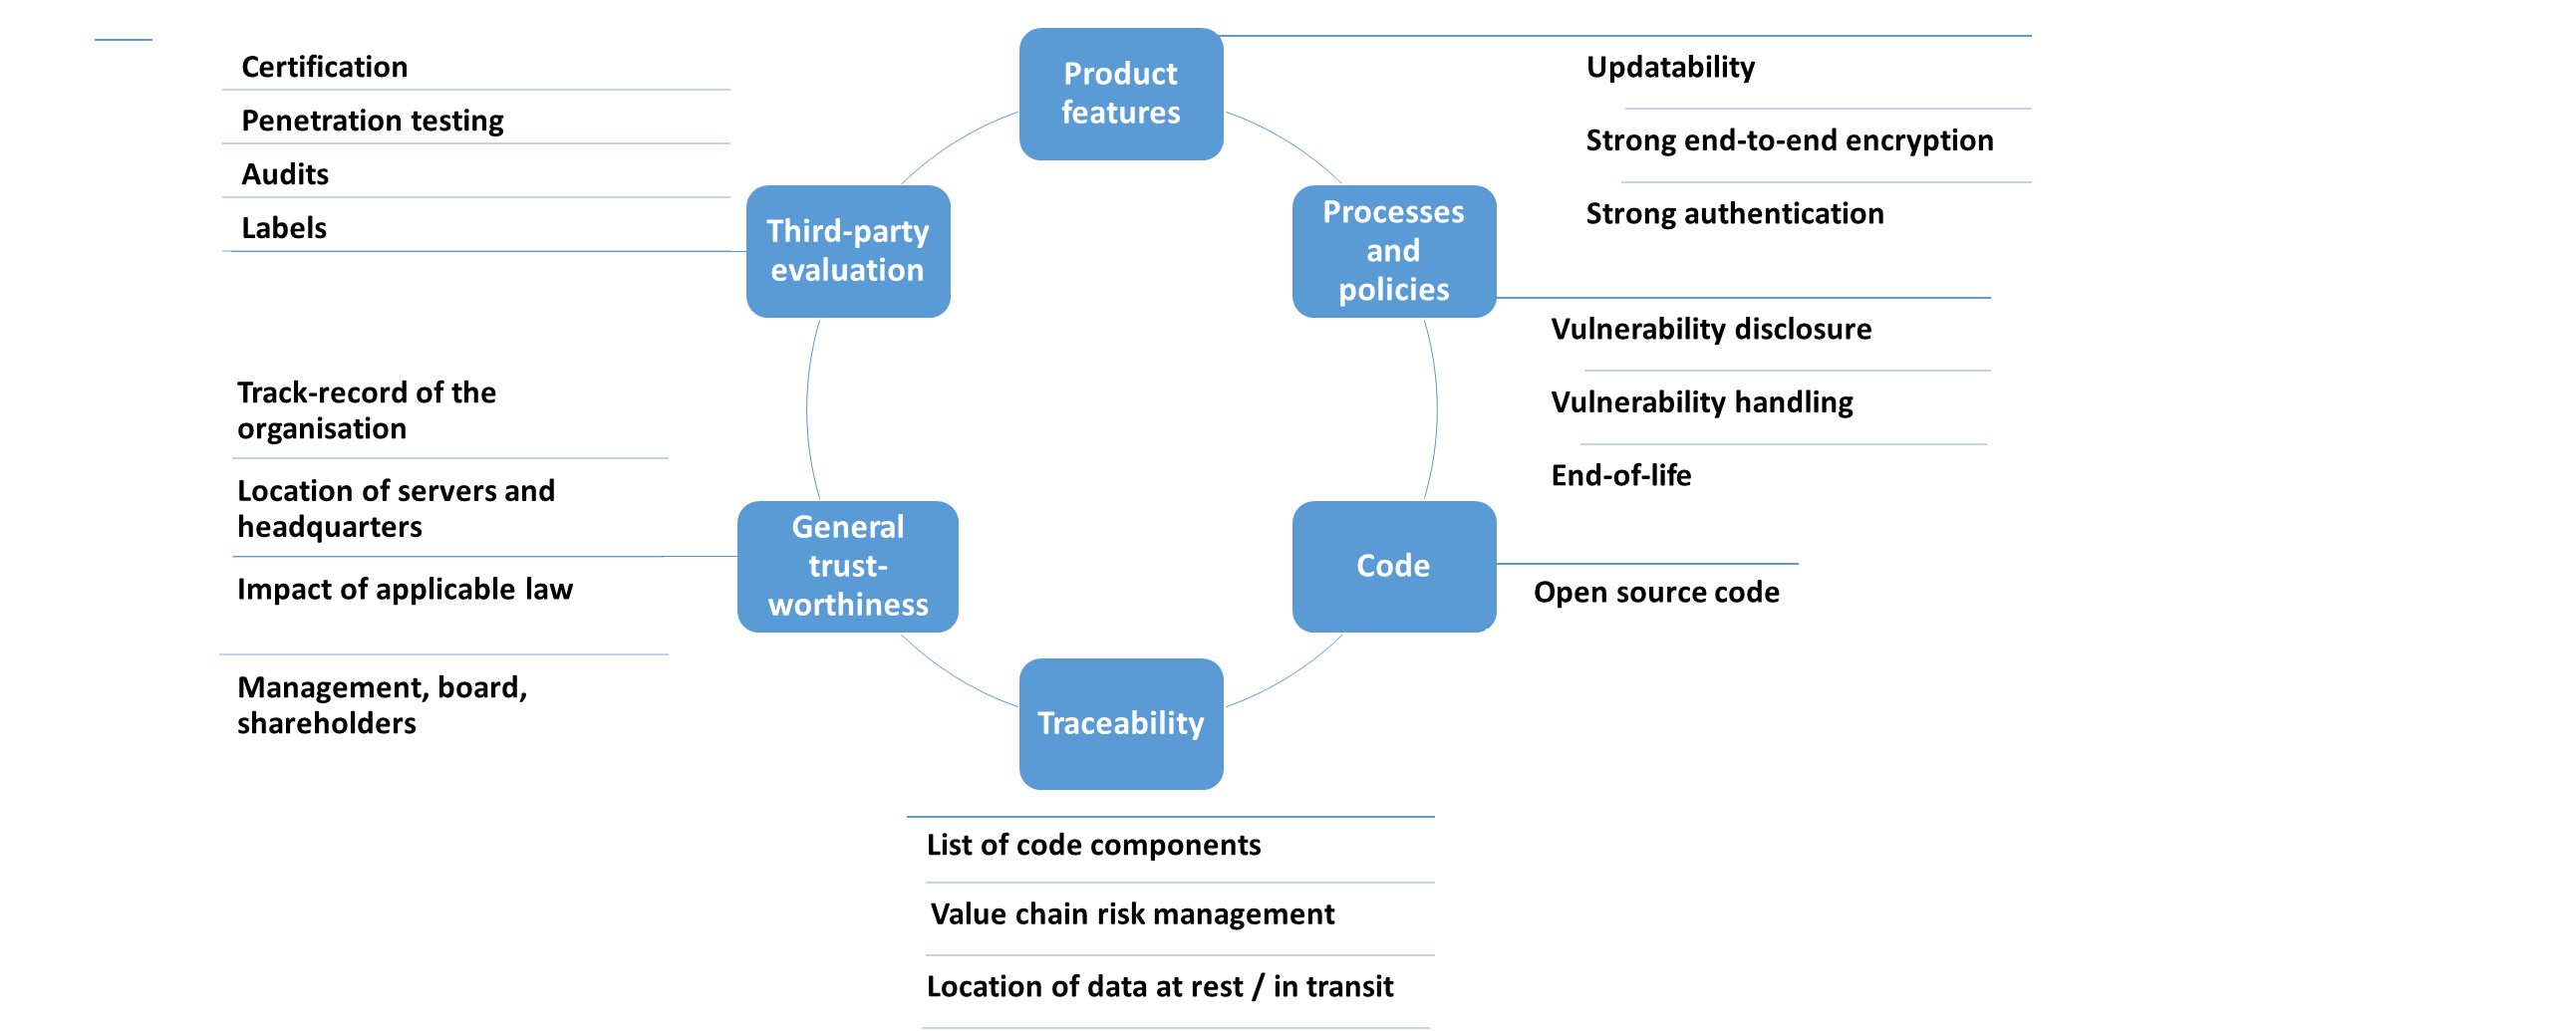 Product
features
Updatability
Strong end-to-end encryption
Strong authentication
Processes
and
policies
Vulnerability disclosure
Vulnerability handling
End-of-life
Code
Open source code
Traceability
List of code components
Value chain risk management
Location of data at rest / in transit
General
trust-
worthiness
Track-record of the
organisation
Location of servers and
headquarters
Impact of applicable law
Management, board,
shareholders
Third-party
evaluation
Certification
Penetration testing
Audits
Labels